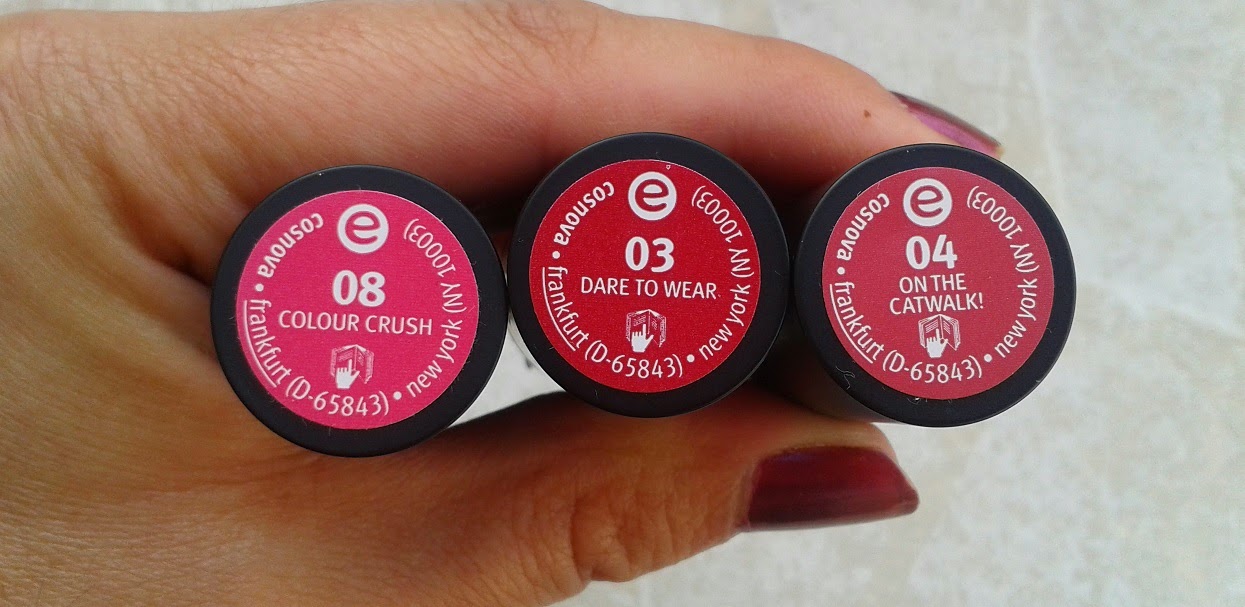 e
08
COLOUR CRUSH
cosnova • frankfurt (D-65843) • new york (NY 10003)
e
03
DARE TO WEAR
cosnova • frankfurt (D-65843) • new york (NY 10003)
e
04
ON THE
CATWALK!
cosnova • frankfurt (D-65843) • new york (NY 10003)